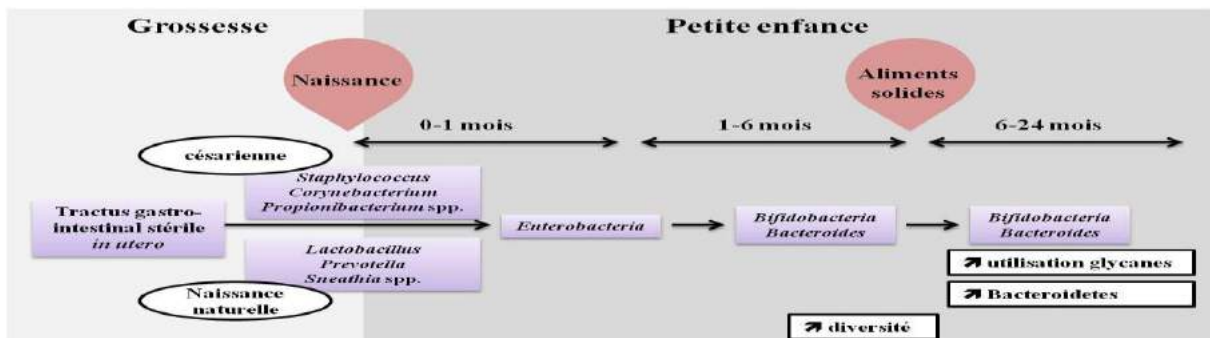 Grossesse
Petite enfance
Naissance
Aliments
solides
0-1 mois
1-6 mois
6-24 mois
césarienne
Staphylococcus
Corynebacterium
Propionibacterium spp.
Tractus gastro-
intestinal stérile
in utero
Enterobacteria
Bifidobacteria
Bacteroides
Bifidobacteria
Bacteroides
Lactobacillus
Prevotella
Sneathia spp.
Naissance
naturelle
↗ utilisation glycanes
↗ Bacteroidetes
↗ diversité